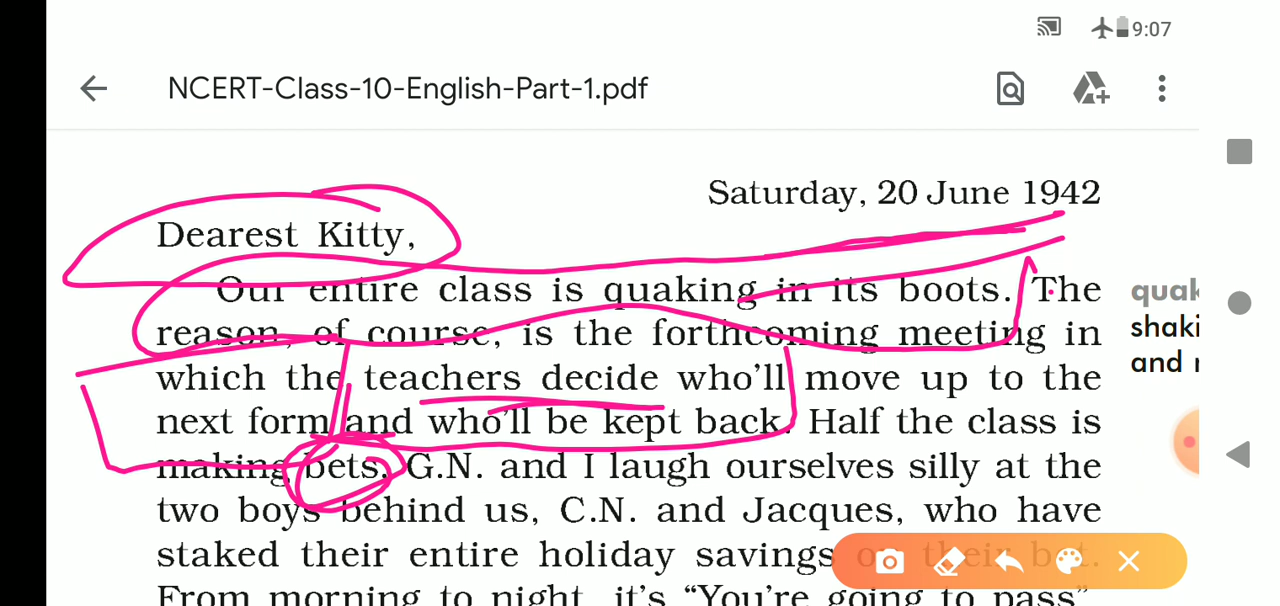 9:07
NCERT-Class-10-English-Part-1.pdf
Saturday, 20 June 1942
Dearest Kitty,
Our entire class is quaking in its boots. The
reason, of course, is the forthcoming meeting in
which the teachers decide who'll move up to the
next form and who'll be kept back. Half the class is
making bets. G.N. and I laugh ourselves silly at the
two boys behind us, C.N. and Jacques, who have
staked their entire holiday savings on their bet.
From morning to night, it's “You're going to pass”
quak
shaki
and